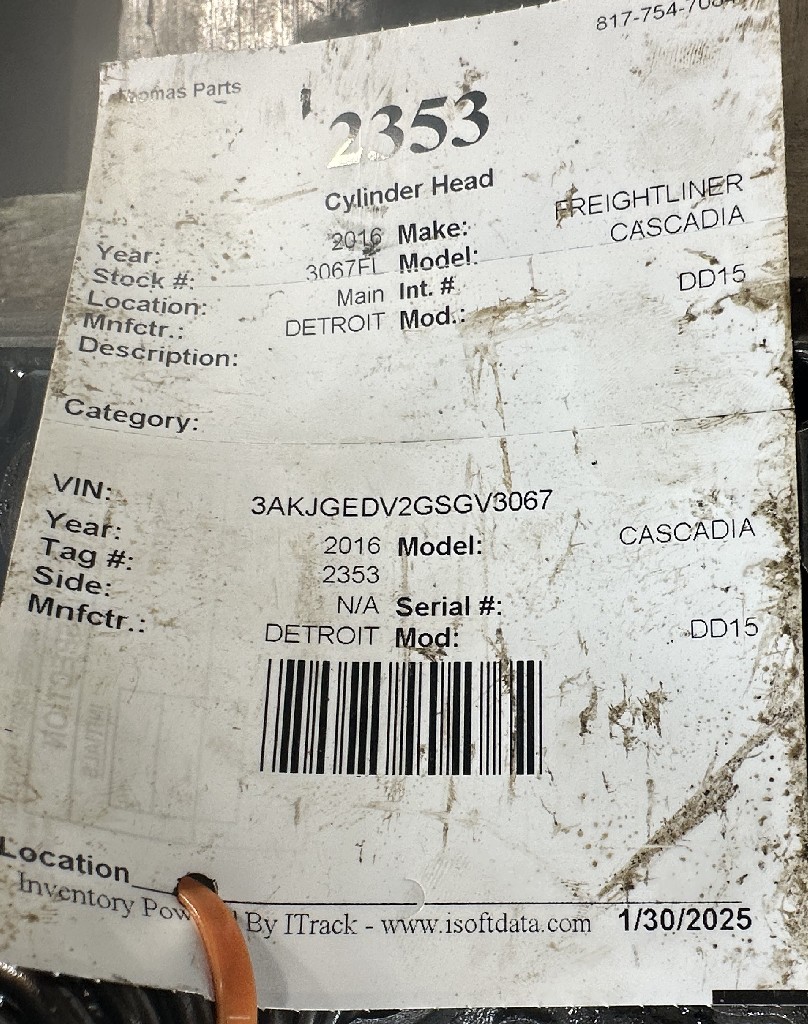 817-754-70
Thomas Parts
2353
Cylinder Head
Year: 2016 Make: FREIGHTLINER
Stock #: 3067FL Model: CASCADIA
Location: Main Int. #
Mnfctr.: DETROIT Mod.: DD15
Description:
Category:
VIN: 3AKJGEDV2GSGV3067
Year: 2016 Model: CASCADIA
Tag #: 2353
Side: N/A Serial #:
Mnfctr.: DETROIT Mod: DD15
Location
Inventory Pow By ITrack - www.isoftdata.com 1/30/2025